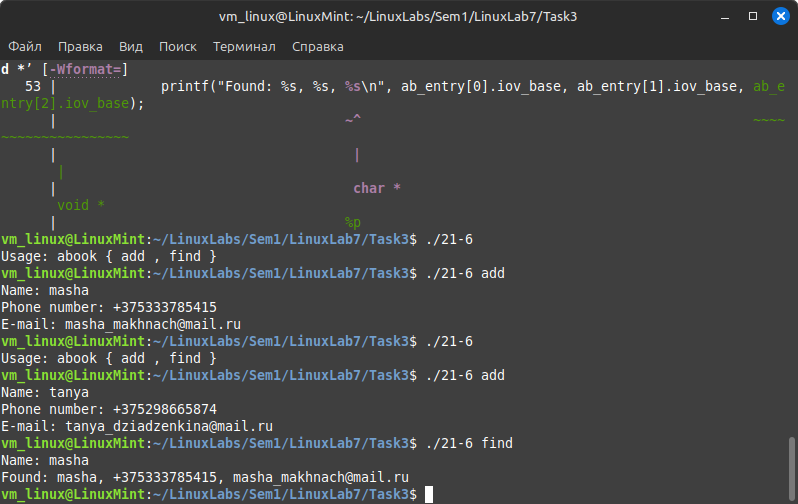 vm_linux@LinuxMint: ~/LinuxLabs/Sem1/LinuxLab7/Task3
Файл Правка Вид Поиск Терминал Справка
d *’ [-Wformat=]
   53 |             printf("Found: %s, %s, %s\n", ab_entry[0].iov_base, ab_entry[1].iov_base, ab_e
ntry[2].iov_base);
      |                                    ~^                                                 ~~~~
~~~~~~~~~~~~~~~~
      |                                     |
       |
      |                                     char *
       void *
      |                                    %p
vm_linux@LinuxMint:~/LinuxLabs/Sem1/LinuxLab7/Task3$ ./21-6
Usage: abook { add , find }
vm_linux@LinuxMint:~/LinuxLabs/Sem1/LinuxLab7/Task3$ ./21-6 add
Name: masha
Phone number: +375333785415
E-mail: masha_makhnach@mail.ru
vm_linux@LinuxMint:~/LinuxLabs/Sem1/LinuxLab7/Task3$ ./21-6
Usage: abook { add , find }
vm_linux@LinuxMint:~/LinuxLabs/Sem1/LinuxLab7/Task3$ ./21-6 add
Name: tanya
Phone number: +375298665874
E-mail: tanya_dziadzenkina@mail.ru
vm_linux@LinuxMint:~/LinuxLabs/Sem1/LinuxLab7/Task3$ ./21-6 find
Name: masha
Found: masha, +375333785415, masha_makhnach@mail.ru
vm_linux@LinuxMint:~/LinuxLabs/Sem1/LinuxLab7/Task3$